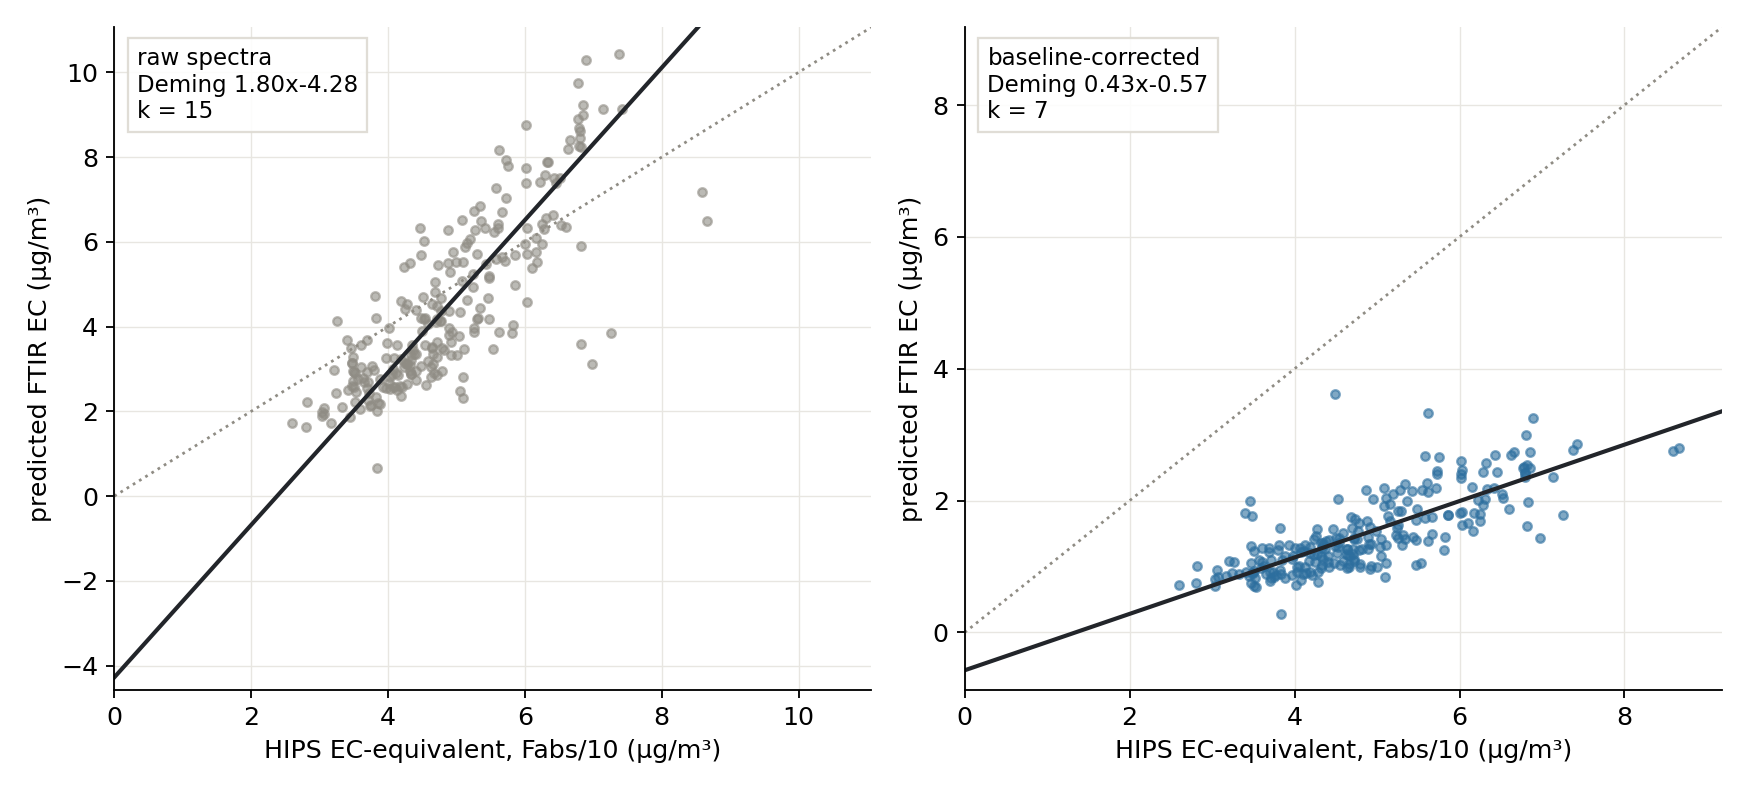 raw spectra
Deming 1.80x-4.28
k = 15
10
8
6
4
2
0
−2
−4
0
2
4
6
8
10
predicted FTIR EC (µg/m³)
HIPS EC-equivalent, Fabs/10 (µg/m³)
baseline-corrected
Deming 0.43x-0.57
k = 7
8
6
4
2
0
0
2
4
6
8
predicted FTIR EC (µg/m³)
HIPS EC-equivalent, Fabs/10 (µg/m³)